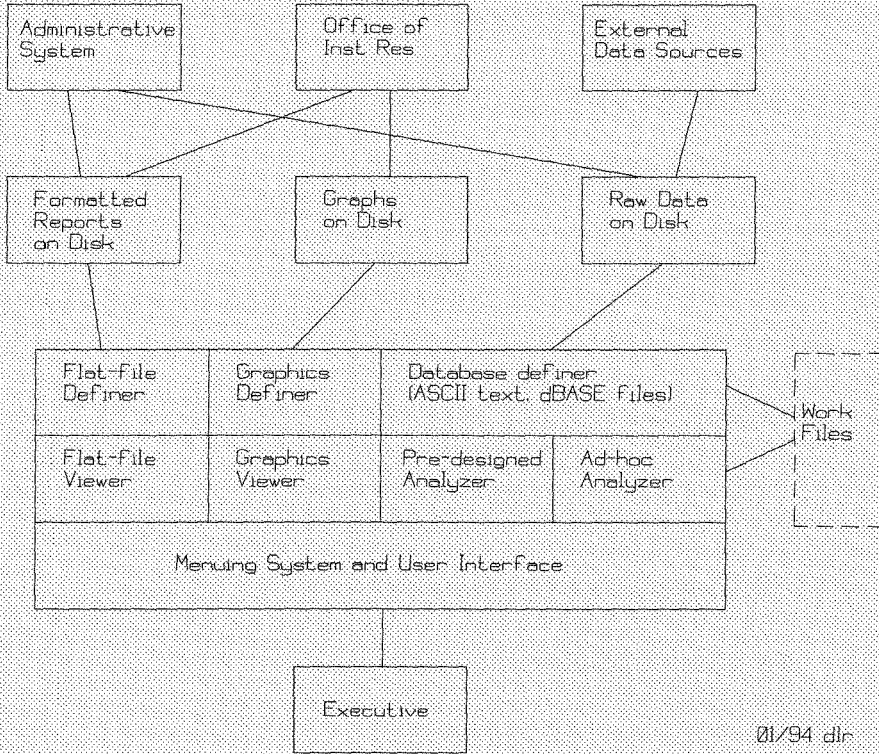 Administrative
System
Office of
Inst Res
External
Data Sources
Formatted
Reports
on Disk
Graphs
on Disk
Raw Data
on Disk
Flat-file
Definer
Graphics
Definer
Database definer
(ASCII text, dBASE files)
Work
Files
Flat-file
Viewer
Graphics
Viewer
Pre-designed
Analyzer
Ad-hoc
Analyzer
Menuing System and User Interface
Executive
01/94 dlr